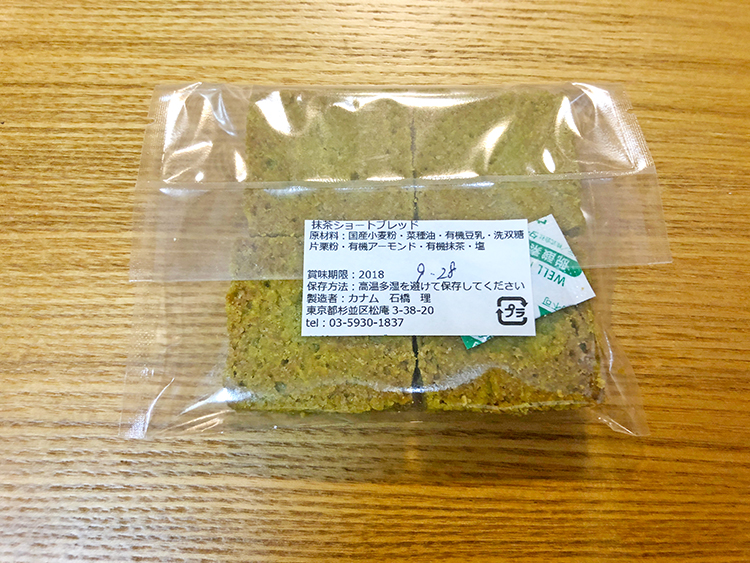 抹茶ショートブレッド
原材料：国産小麦粉・菜種油・有機豆乳・洗双糖
片栗粉・有機アーモンド・有機抹茶・塩
賞味期限：2018 9-28
保存方法：高温多湿を避けて保存してください
製造者：カナム 石橋 理
東京都杉並区松庵3-38-20
tel：03-5930-1837
プラ
WELL
不可